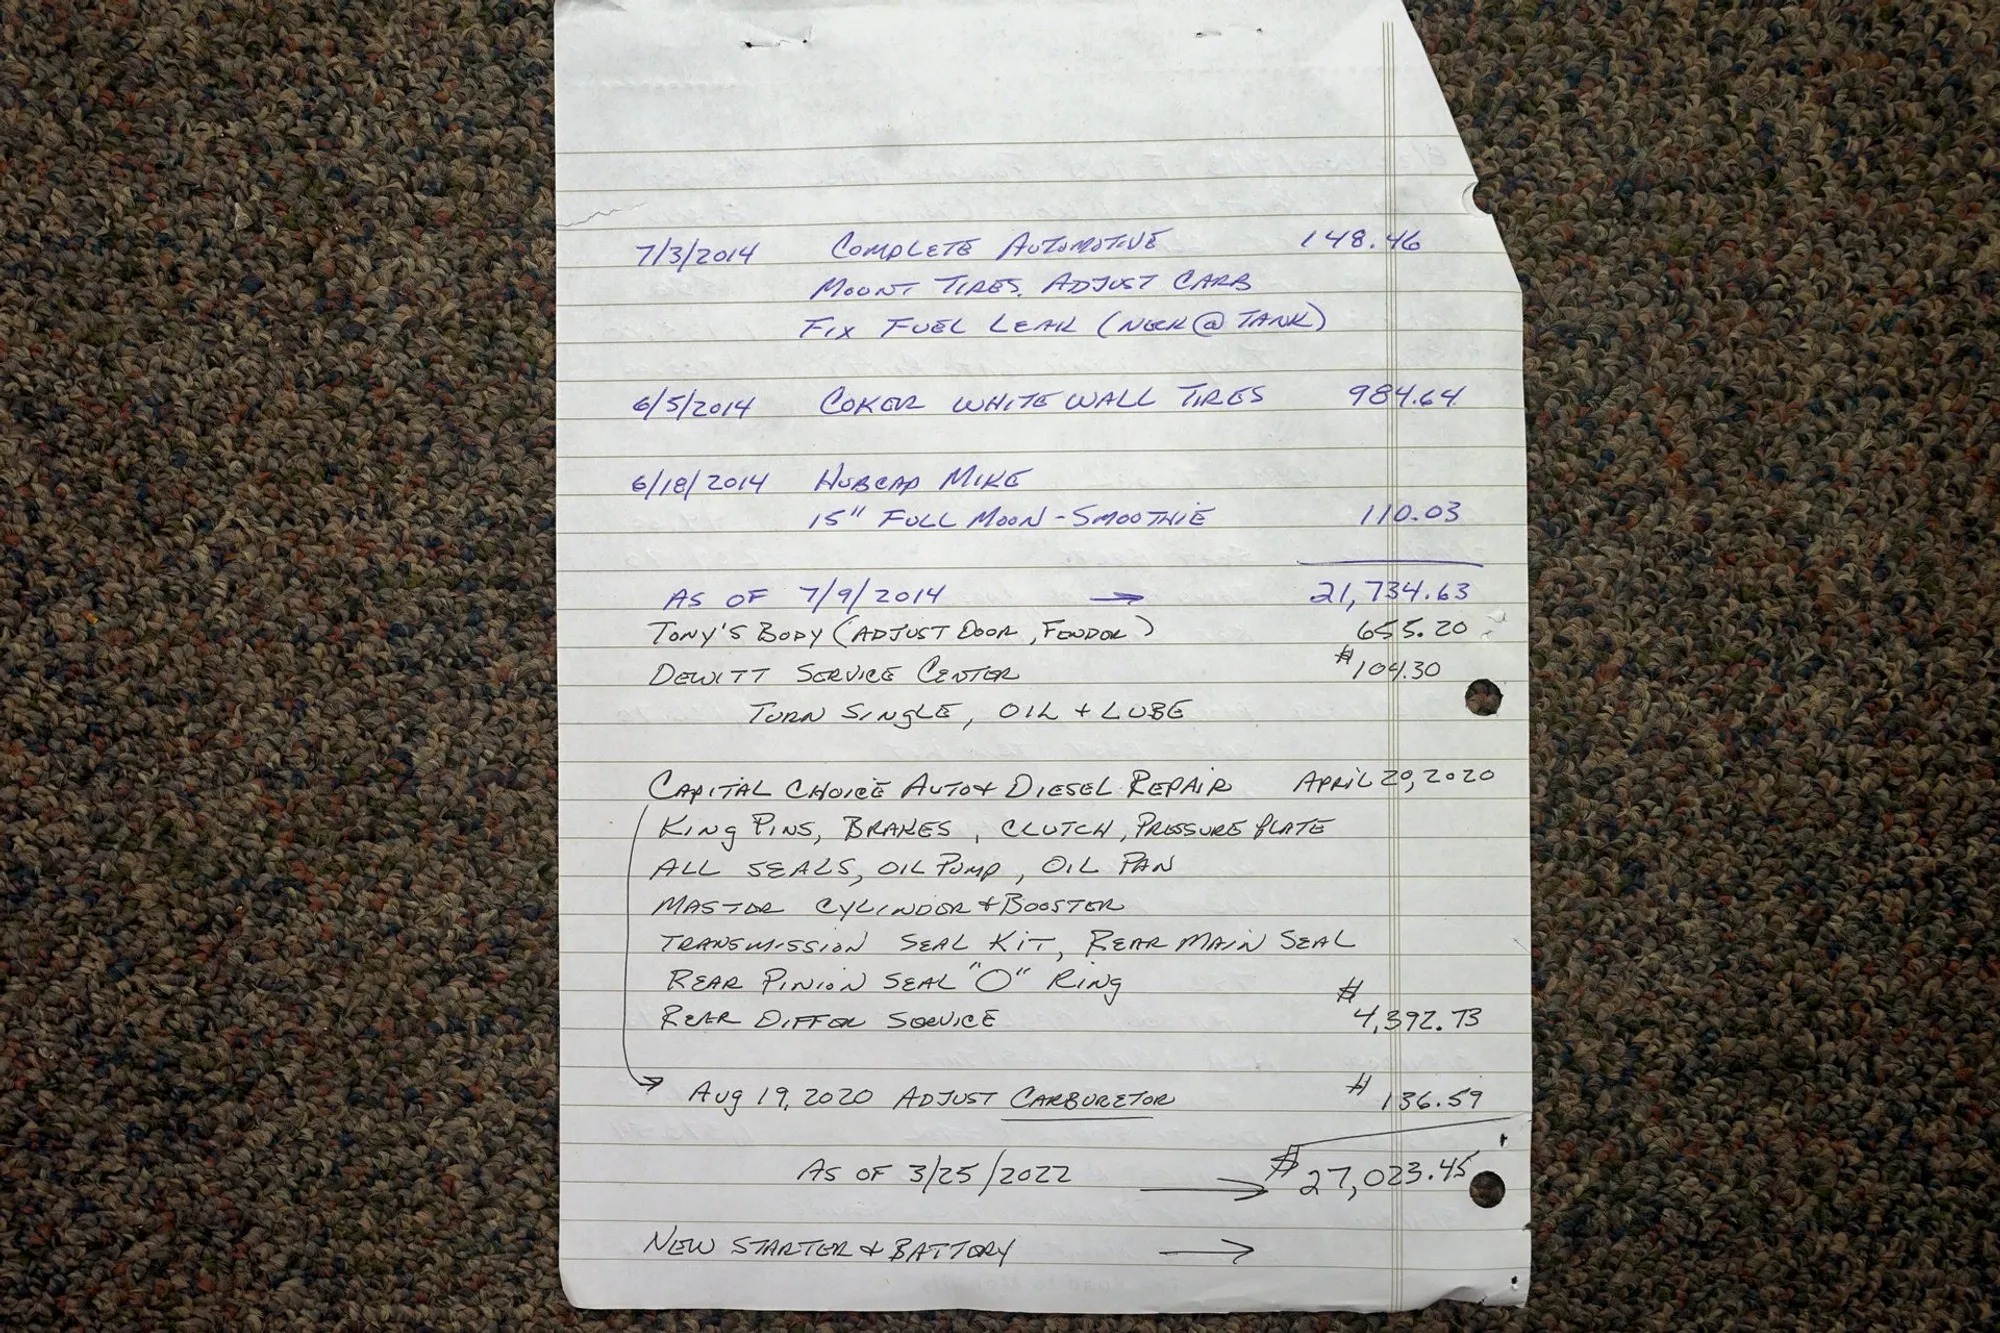 7/3/2014 COMPLETE AUTOMOTIVE 148.46
MOUNT TIRES, ADJUST CARB
FIX FUEL LEAK (NECK @ TANK)
6/5/2014 COKER WHITE WALL TIRES 984.64
6/18/2014 HUBCAP MIKE
15" FULL MOON - SMOOTHIE 110.03
AS OF 7/9/2014 → 21,734.63
TONY'S BODY (ADJUST DOOR, FENDER) 655.20
DEWITT SERVICE CENTER $104.30
TURN SINGLE, OIL + LUBE
CAPITAL CHOICE AUTO + DIESEL REPAIR APRIL 20, 2020
KING PINS, BRAKES, CLUTCH, PRESSURE PLATE
ALL SEALS, OIL PUMP, OIL PAN
MASTER CYLINDER + BOOSTER
TRANSMISSION SEAL KIT, REAR MAIN SEAL
REAR PINION SEAL "O" RING
REAR DIFFER SERVICE $4,392.73
AUG 19, 2020 ADJUST CARBURETOR $136.59
AS OF 3/25/2022 → $27,023.45
NEW STARTER & BATTERY →